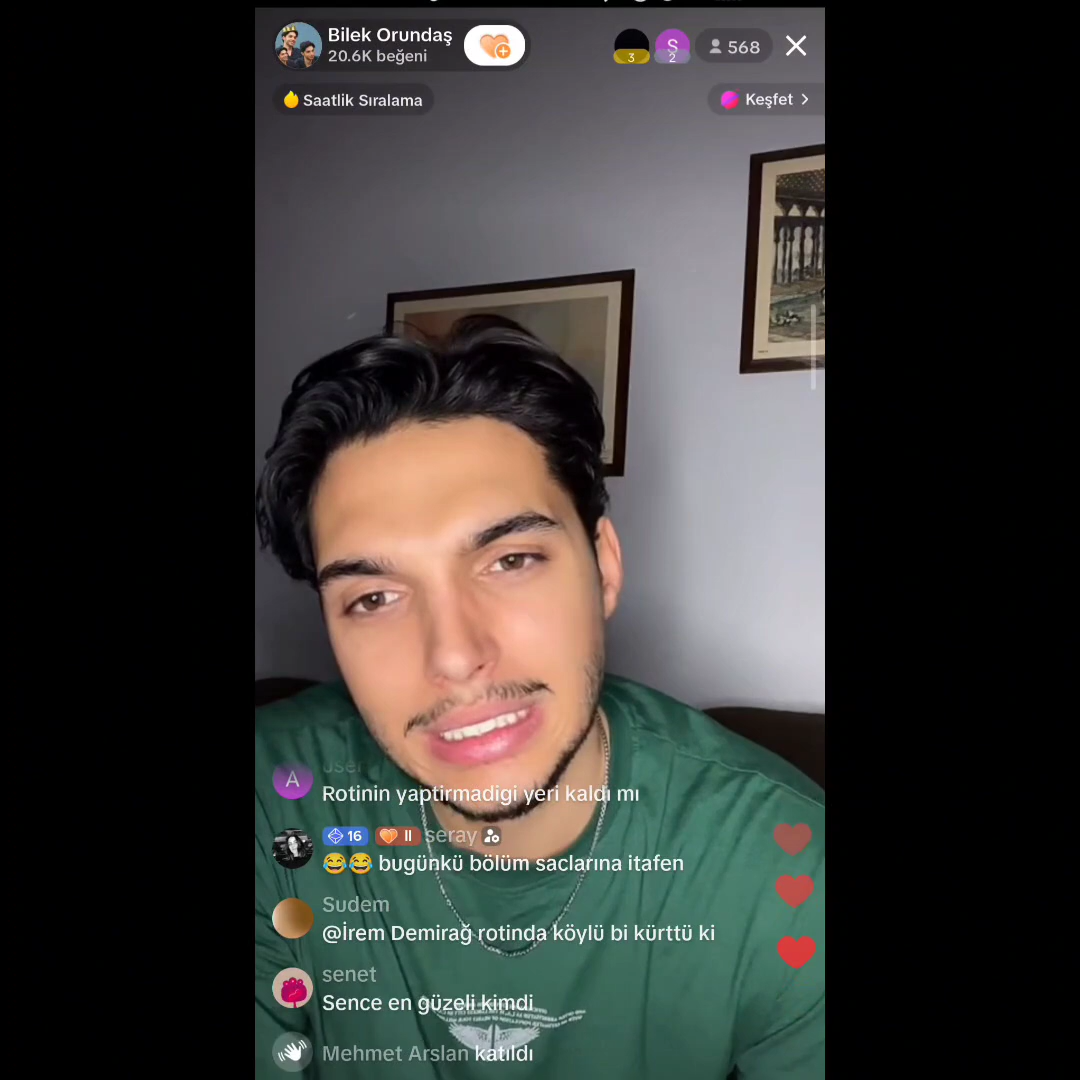 Bilek Orundaş
20.6K beğeni
3
S
2
568
Saatlik Sıralama
Keşfet
A
Rotinin yaptirmadigi yeri kaldı mı
16
II
seray
😂😂 bugünkü bölüm saclarına itafen
Sudem
@İrem Demirağ rotinda köylü bi kürttü ki
senet
Sence en güzeli kimdi
Mehmet Arslan katıldı